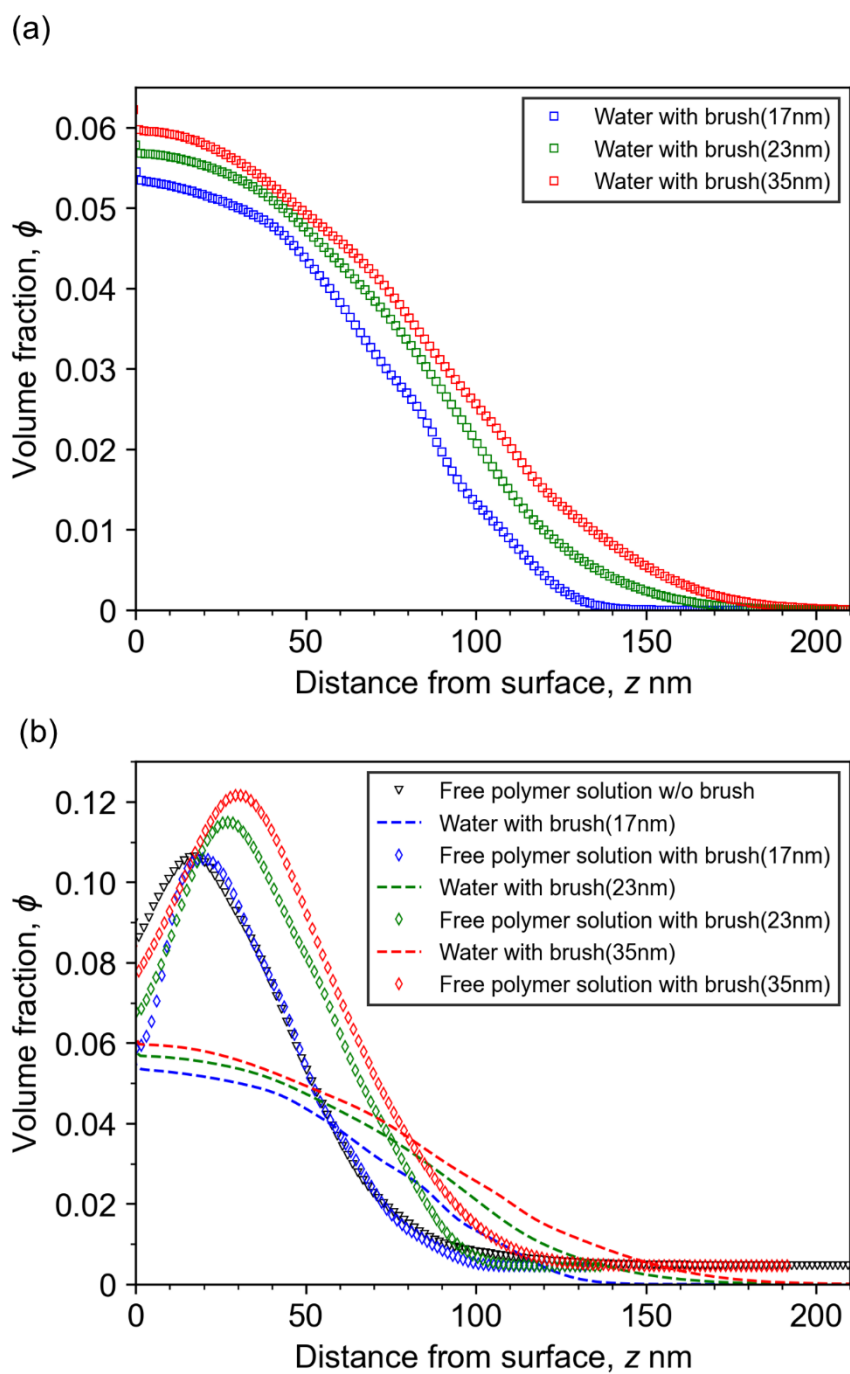 (a)
0.06
0.05
0.04
0.03
0.02
0.01
0
Volume fraction, ϕ
Water with brush(17nm)
Water with brush(23nm)
Water with brush(35nm)
0 50 100 150 200
Distance from surface, z nm
(b)
0.12
0.10
0.08
0.06
0.04
0.02
0
Volume fraction, ϕ
Free polymer solution w/o brush
Water with brush(17nm)
Free polymer solution with brush(17nm)
Water with brush(23nm)
Free polymer solution with brush(23nm)
Water with brush(35nm)
Free polymer solution with brush(35nm)
0 50 100 150 200
Distance from surface, z nm